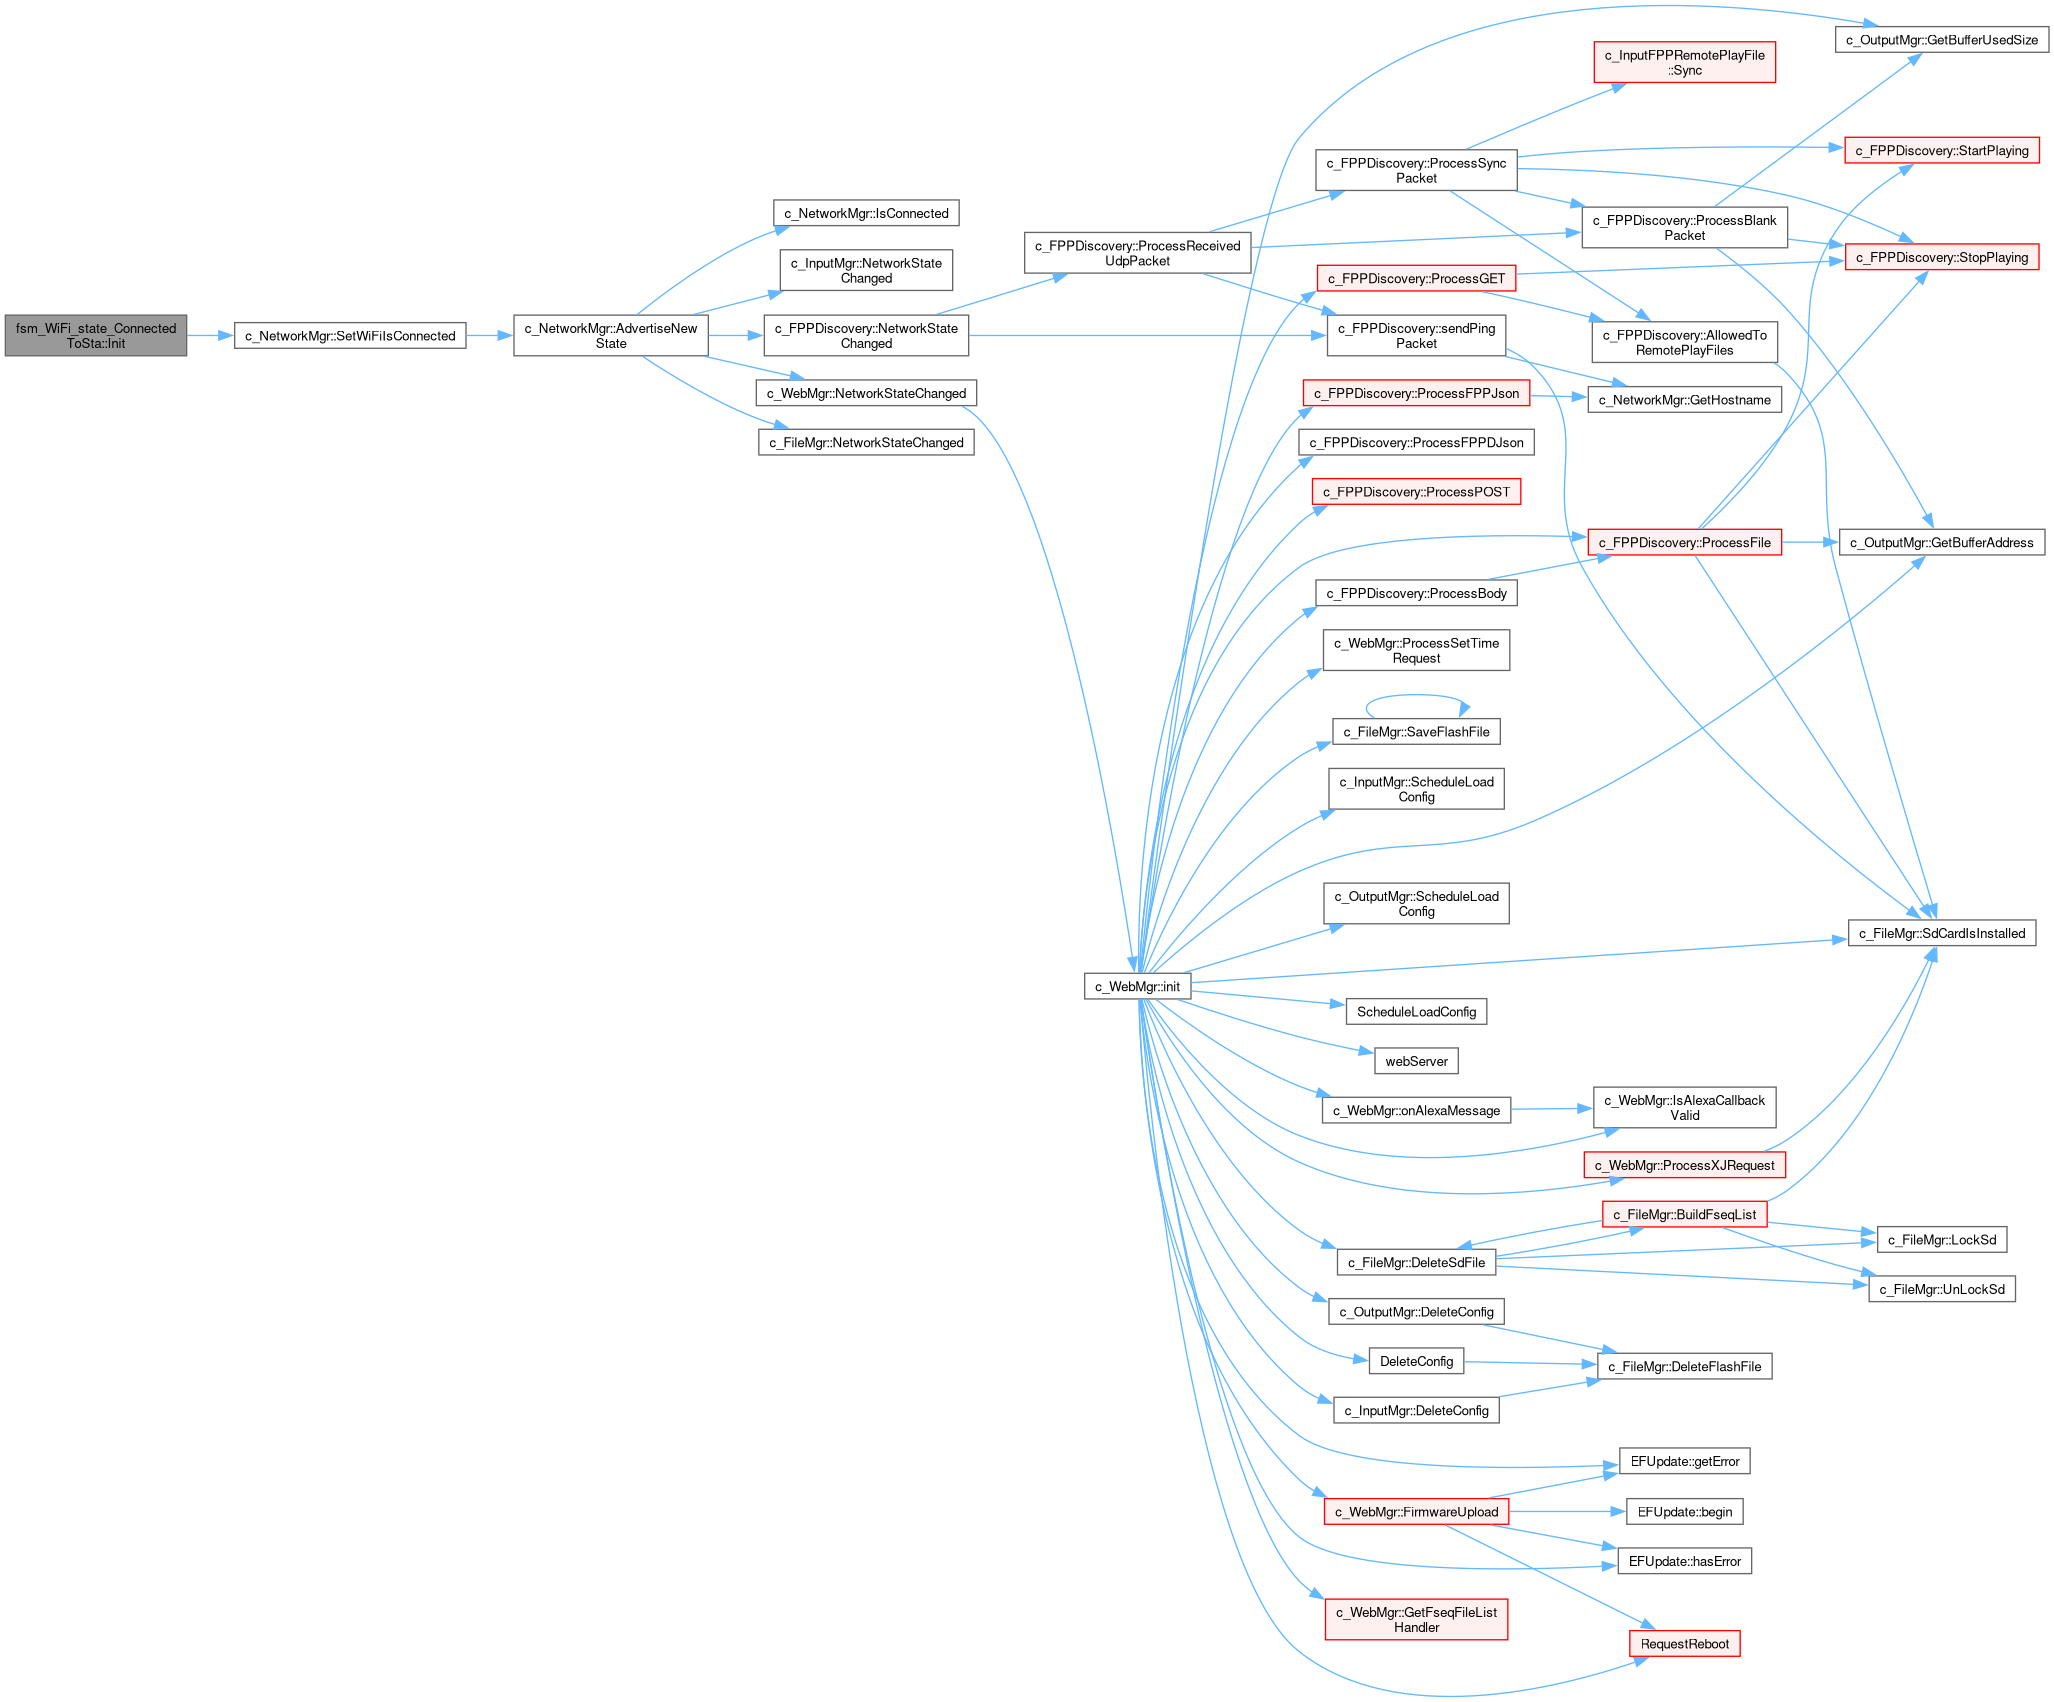 fsm_WiFi_state_Connected
ToSta::Init
c_NetworkMgr::SetWiFiIsConnected
c_NetworkMgr::AdvertiseNew
State
c_NetworkMgr::IsConnected
c_InputMgr::NetworkState
Changed
c_FPPDiscovery::NetworkState
Changed
c_WebMgr::NetworkStateChanged
c_FileMgr::NetworkStateChanged
c_FPPDiscovery::ProcessReceived
UdpPacket
c_WebMgr::init
c_FPPDiscovery::ProcessSync
Packet
c_FPPDiscovery::ProcessGET
c_FPPDiscovery::sendPing
Packet
c_FPPDiscovery::ProcessFPPJson
c_FPPDiscovery::ProcessFPPDJson
c_FPPDiscovery::ProcessPOST
c_FPPDiscovery::ProcessBody
c_WebMgr::ProcessSetTime
Request
c_FileMgr::SaveFlashFile
c_InputMgr::ScheduleLoad
Config
c_OutputMgr::ScheduleLoad
Config
ScheduleLoadConfig
webServer
c_WebMgr::onAlexaMessage
c_FileMgr::DeleteSdFile
c_OutputMgr::DeleteConfig
DeleteConfig
c_InputMgr::DeleteConfig
c_WebMgr::FirmwareUpload
c_WebMgr::GetFseqFileList
Handler
c_InputFPPRemotePlayFile
::Sync
c_FPPDiscovery::ProcessBlank
Packet
c_FPPDiscovery::AllowedTo
RemotePlayFiles
c_NetworkMgr::GetHostname
c_FPPDiscovery::ProcessFile
c_WebMgr::IsAlexaCallback
Valid
c_WebMgr::ProcessXJRequest
c_FileMgr::BuildFseqList
c_FileMgr::DeleteFlashFile
EFUpdate::getError
EFUpdate::begin
EFUpdate::hasError
RequestReboot
c_OutputMgr::GetBufferUsedSize
c_FPPDiscovery::StartPlaying
c_FPPDiscovery::StopPlaying
c_OutputMgr::GetBufferAddress
c_FileMgr::SdCardIsInstalled
c_FileMgr::LockSd
c_FileMgr::UnLockSd